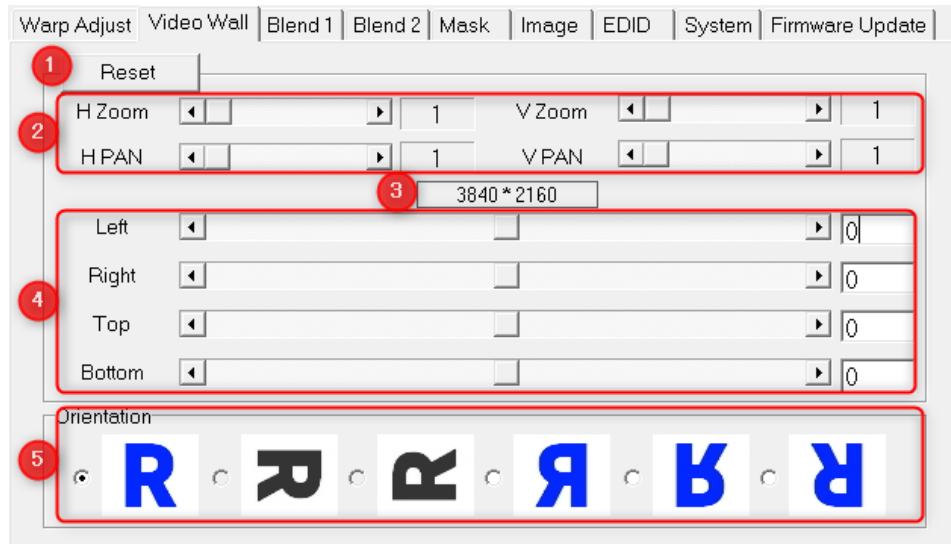 Warp Adjust Video Wall Blend 1 Blend 2 Mask Image EDID System Firmware Update
1 Reset
H Zoom 1 V Zoom 1
2
H PAN 1 V PAN 1
3 3840 * 2160
Left 0
Right 0
4
Top 0
Bottom 0
Orientation
5 R R R R R R